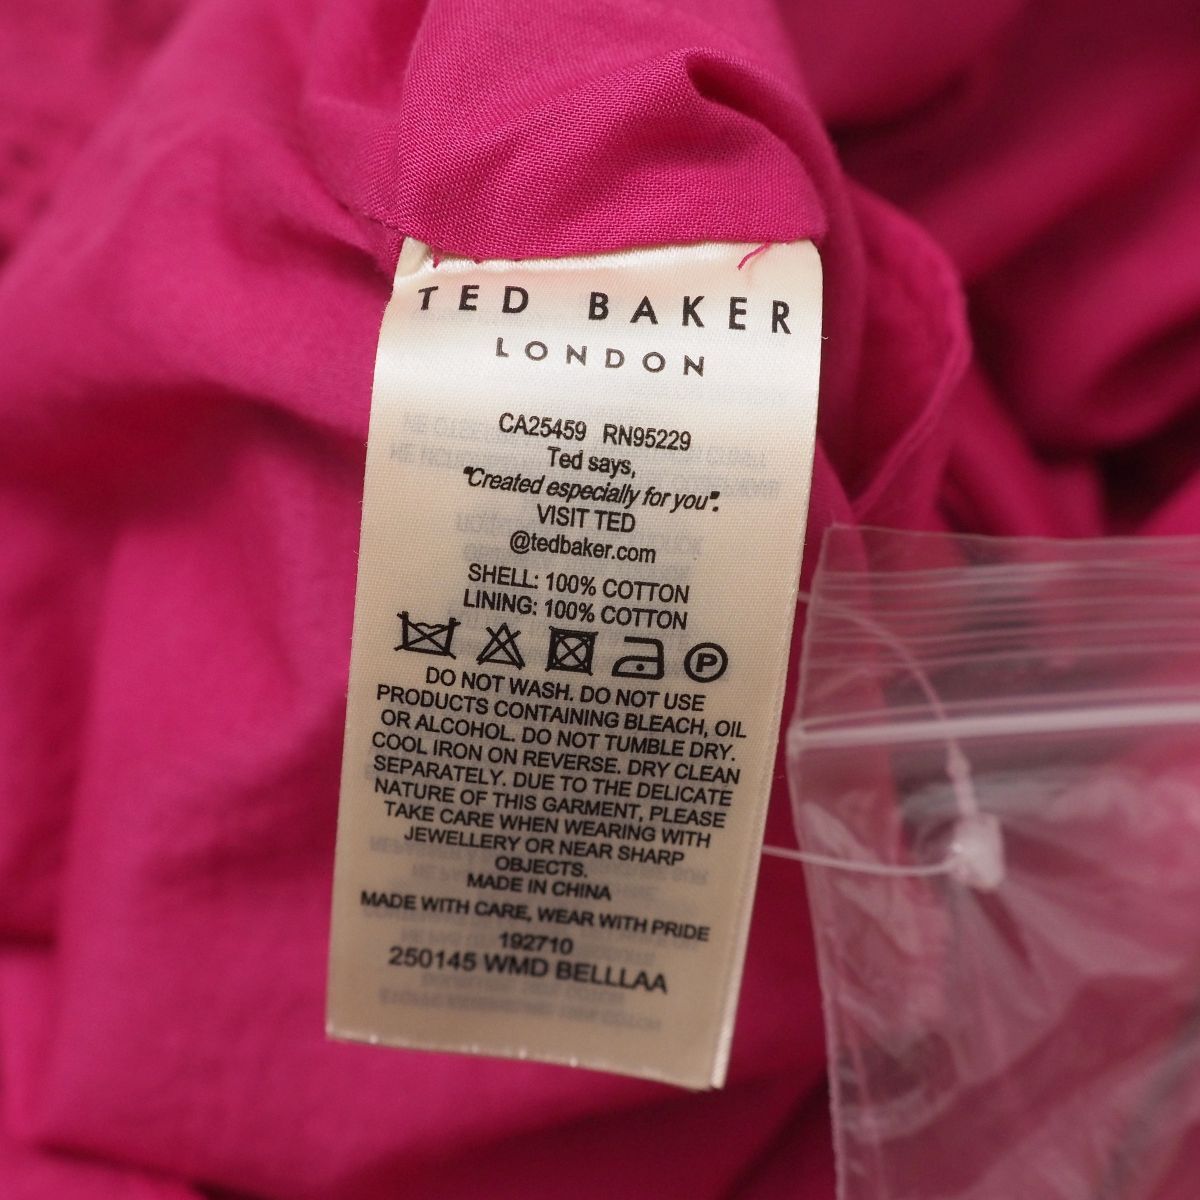 TED BAKER
LONDON
CA25459 RN95229
Ted says,
"Created especially for you".
VISIT TED
@tedbaker.com
SHELL: 100% COTTON
LINING: 100% COTTON
P
DO NOT WASH. DO NOT USE
PRODUCTS CONTAINING BLEACH, OIL
OR ALCOHOL. DO NOT TUMBLE DRY.
COOL IRON ON REVERSE. DRY CLEAN
SEPARATELY. DUE TO THE DELICATE
NATURE OF THIS GARMENT, PLEASE
TAKE CARE WHEN WEARING WITH
JEWELLERY OR NEAR SHARP
OBJECTS.
MADE IN CHINA
MADE WITH CARE, WEAR WITH PRIDE
192710
250145 WMD BELLLAA